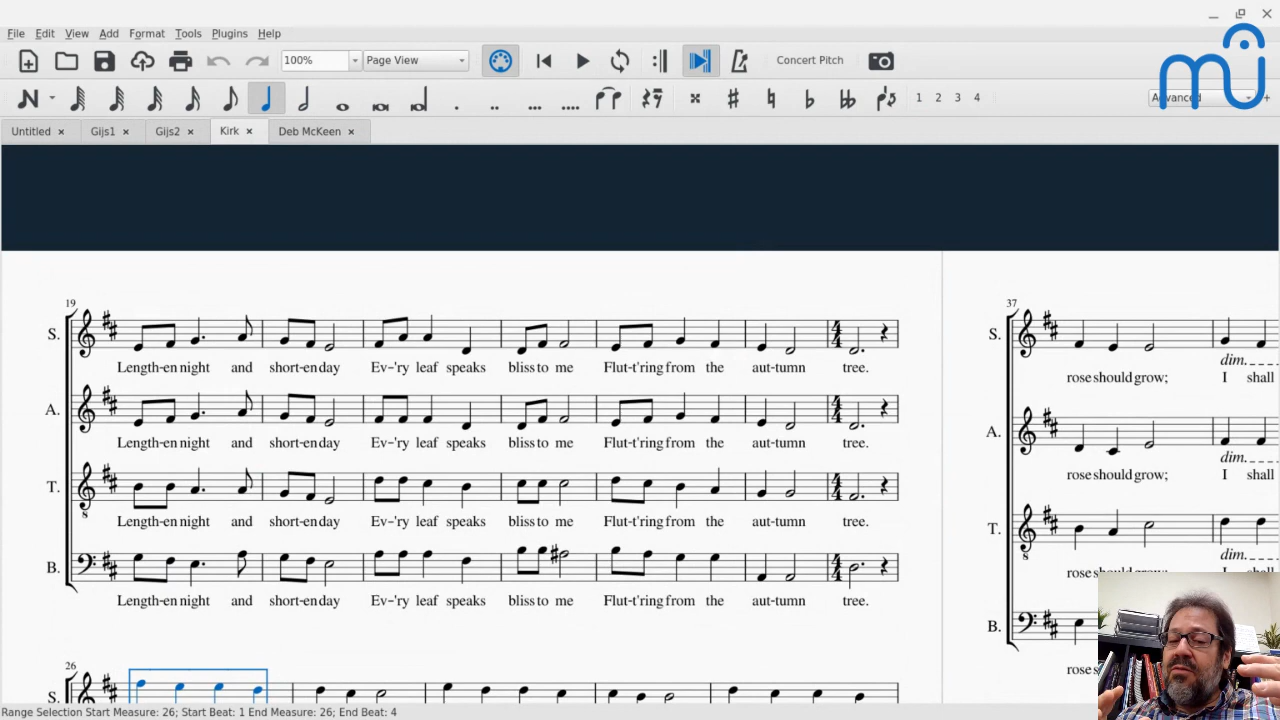 File Edit View Add Format Tools Plugins Help
100% Page View Concert Pitch
1 2 3 4 Advanced +
Untitled × Gijs1 × Gijs2 × Kirk × Deb McKeen ×
19
S.
Length-en night and short-en day Ev-'ry leaf speaks bliss to me Flut-t'ring from the aut-tumn tree.
A.
Length-en night and short-en day Ev-'ry leaf speaks bliss to me Flut-t'ring from the aut-tumn tree.
T.
8
Length-en night and short-en day Ev-'ry leaf speaks bliss to me Flut-t'ring from the aut-tumn tree.
B.
Length-en night and short-en day Ev-'ry leaf speaks bliss to me Flut-t'ring from the aut-tumn tree.
26
S.
37
S.
dim.
rose should grow; I shall
A.
dim.
rose should grow; I shall
T.
8
dim.
B.
Range Selection Start Measure: 26; Start Beat: 1 End Measure: 26; End Beat: 4